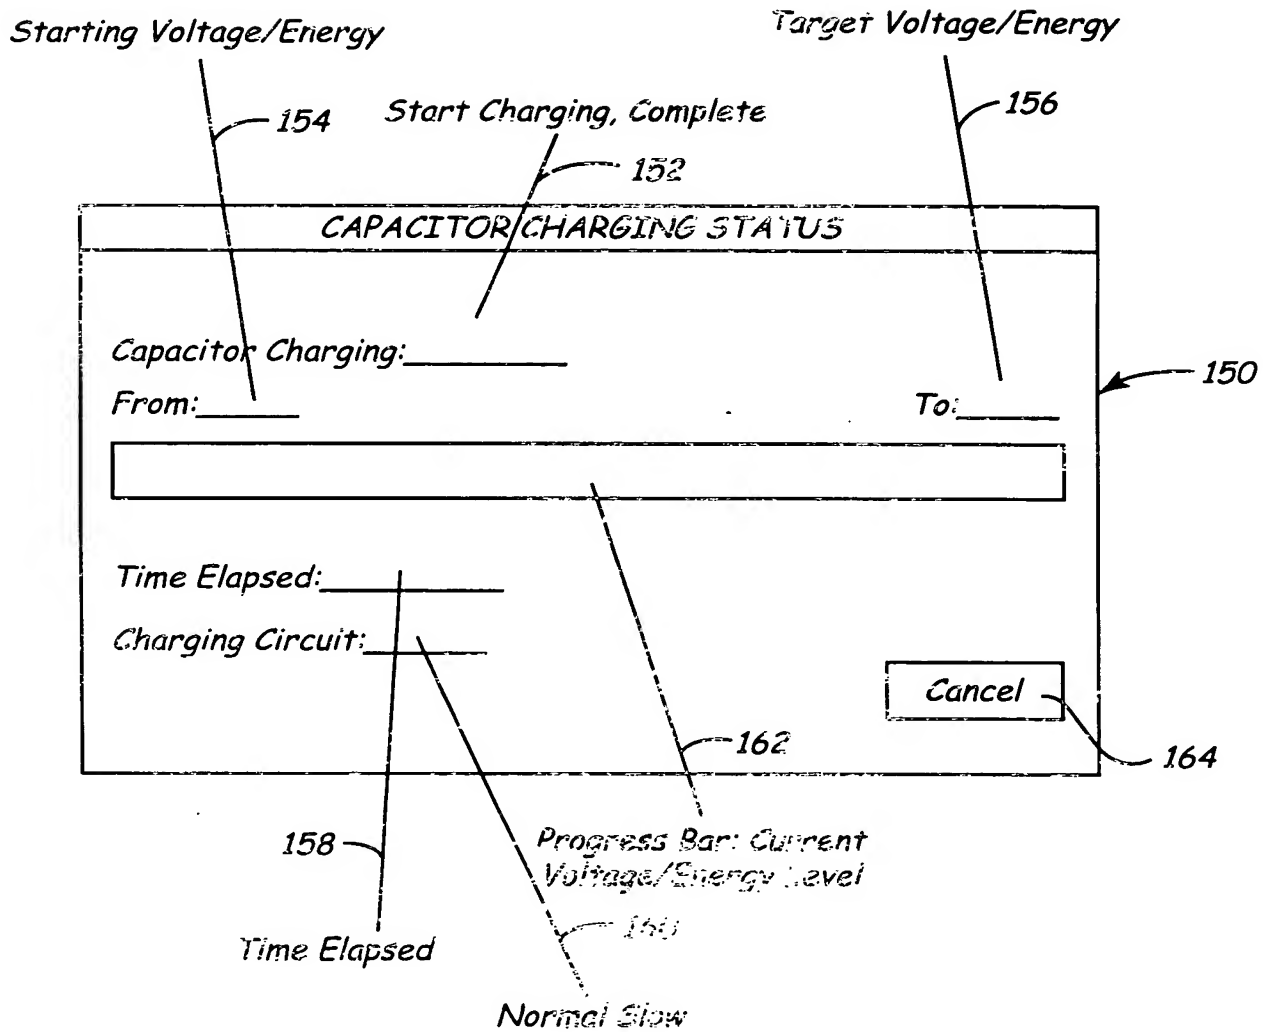 Starting Voltage/Energy
Target Voltage/Energy
154
Start Charging, Complete
156
152
CAPACITOR CHARGING STATUS
Capacitor Charging:
150
From:
To:
Time Elapsed:
Charging Circuit:
Cancel
162
164
158
Progress Bar: Current
Voltage/Energy Level
160
Time Elapsed
Normal Slow